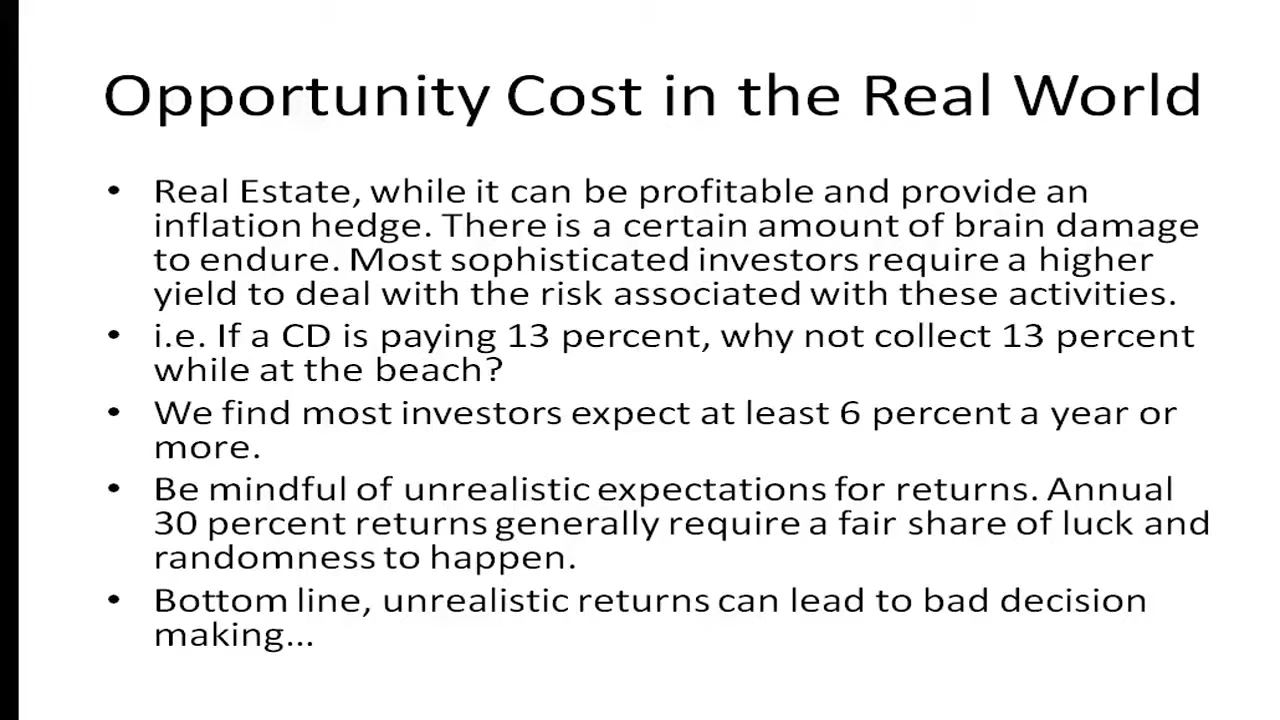 Opportunity Cost in the Real World
• Real Estate, while it can be profitable and provide an
inflation hedge. There is a certain amount of brain damage
to endure. Most sophisticated investors require a higher
yield to deal with the risk associated with these activities.
• i.e. If a CD is paying 13 percent, why not collect 13 percent
while at the beach?
• We find most investors expect at least 6 percent a year or
more.
• Be mindful of unrealistic expectations for returns. Annual
30 percent returns generally require a fair share of luck and
randomness to happen.
• Bottom line, unrealistic returns can lead to bad decision
making...